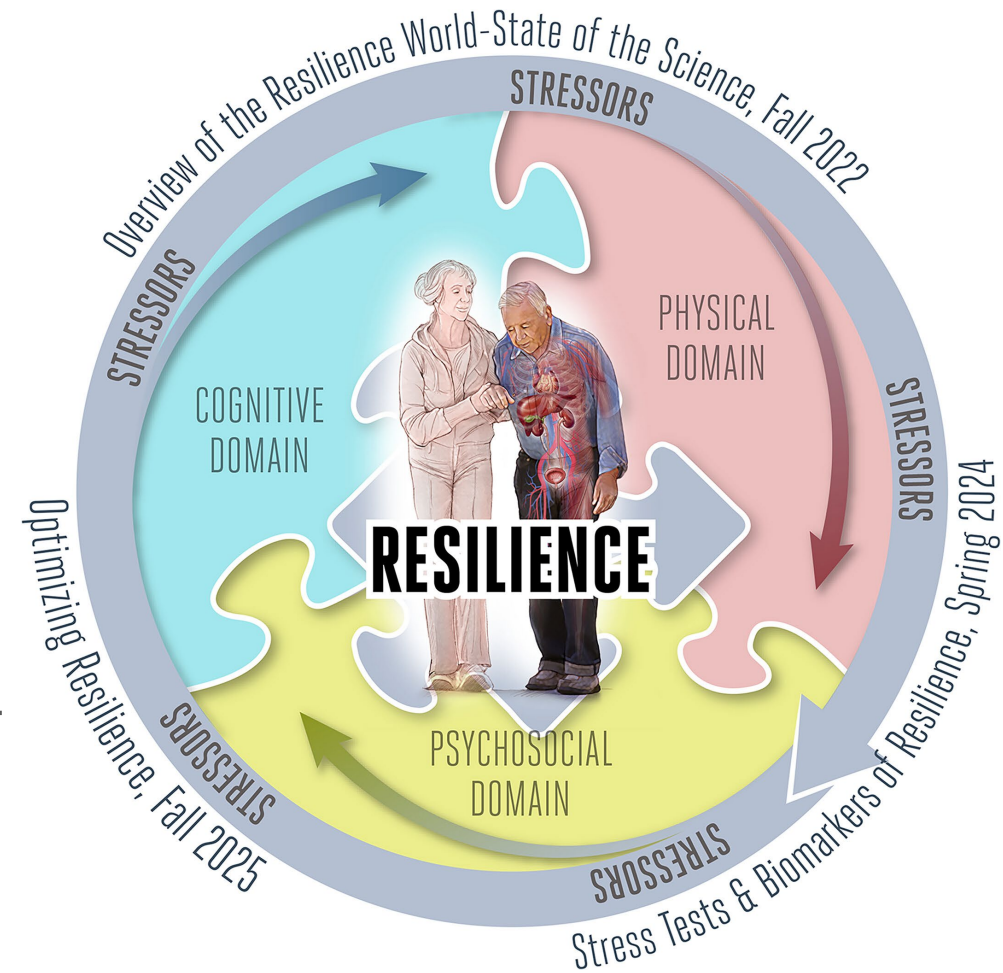 Overview of the Resilience World-State of the Science, Fall 2022
STRESSORS
STRESSORS
PHYSICAL
DOMAIN
COGNITIVE
DOMAIN
STRESSORS
RESILIENCE
PSYCHOSOCIAL
DOMAIN
STRESSORS
STRESSORS
Optimizing Resilience, Fall 2025
Stress Tests & Biomarkers of Resilience, Spring 2024